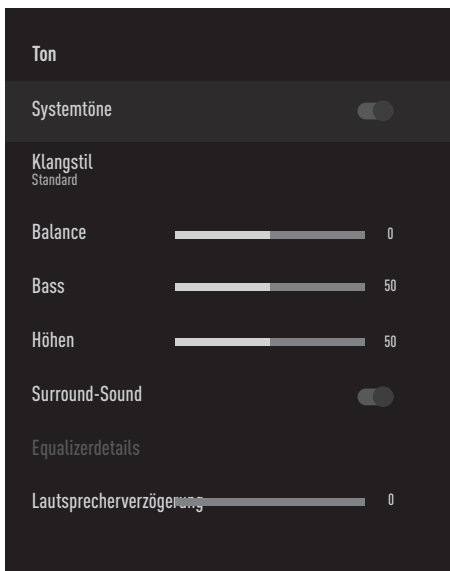 Ton
Systemtöne
Klangstil
Standard
Balance 0
Bass 50
Höhen 50
Surround-Sound
Equalizerdetails
Lautsprecherverzögerung 0